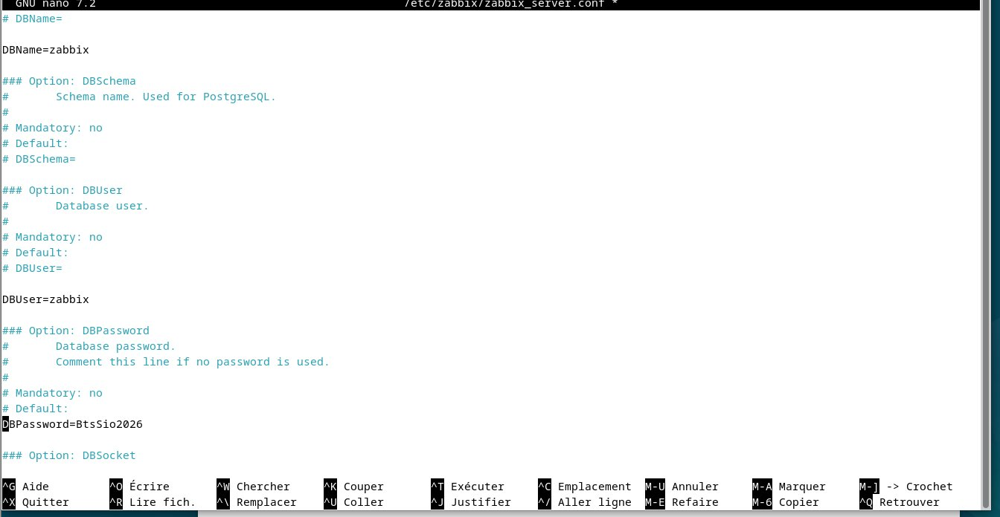 GNU nano 7.2 /etc/zabbix/zabbix_server.conf *
# DBName=
DBName=zabbix
### Option: DBSchema
#       Schema name. Used for PostgreSQL.
#
# Mandatory: no
# Default:
# DBSchema=
### Option: DBUser
#       Database user.
#
# Mandatory: no
# Default:
# DBUser=
DBUser=zabbix
### Option: DBPassword
#       Database password.
#       Comment this line if no password is used.
#
# Mandatory: no
# Default:
DBPassword=BtsSio2026
### Option: DBSocket
^G Aide ^O Écrire ^W Chercher ^K Couper ^T Exécuter ^C Emplacement M-U Annuler M-A Marquer M-] -> Crochet
^X Quitter ^R Lire fich. ^\ Remplacer ^U Coller ^J Justifier ^/ Aller ligne M-E Refaire M-6 Copier ^Q Retrouver